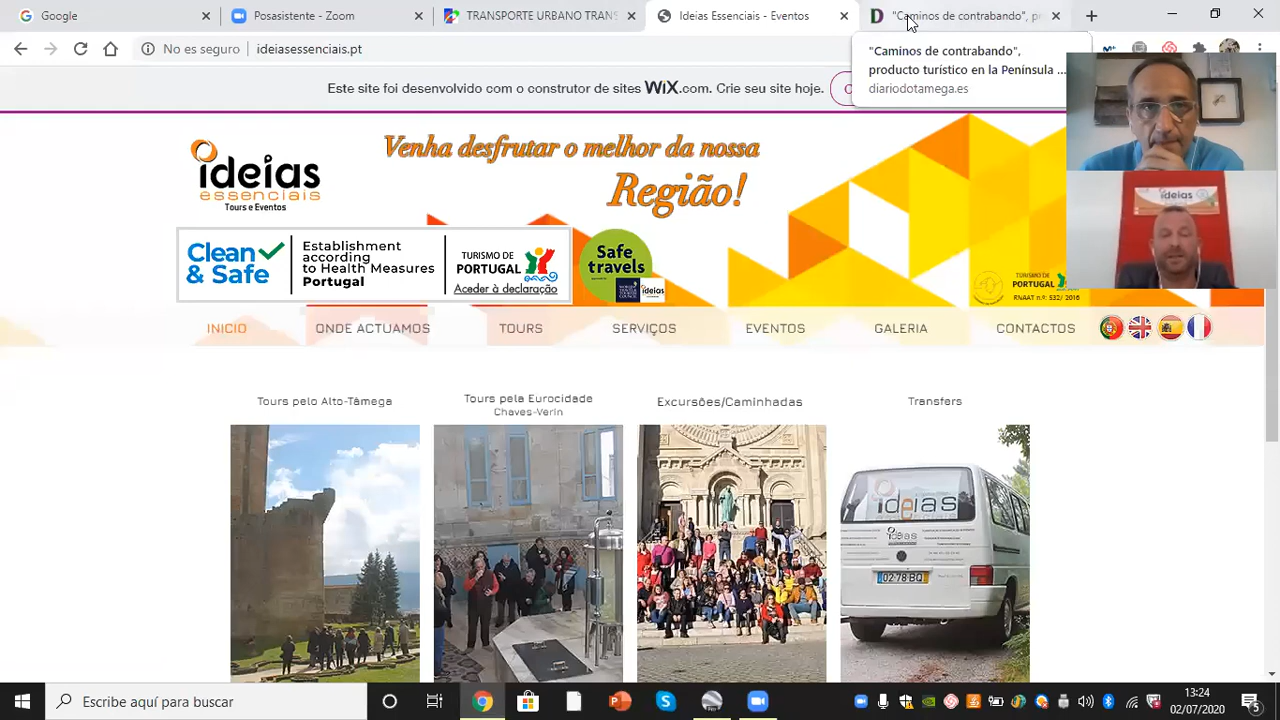 Google
Posasistente - Zoom
TRANSPORTE URBANO TRANS
Ideias Essenciais - Eventos
"Caminos de contrabando", pr
No es seguro
ideiasessenciais.pt
"Caminos de contrabando",
producto turístico en la Península ...
diariodotamega.es
Este site foi desenvolvido com o construtor de sites WiX.com. Crie seu site hoje.
ideias
essenciais
Tours e Eventos
Venha desfrutar o melhor da nossa
Região!
ideias
Clean
& Safe
Establishment
according
to Health Measures
Portugal
TURISMO DE
PORTUGAL
Aceder à declaração
Safe
travels
ideias
TURISMO DE
PORTUGAL
RNAAT n.º: 532/ 2016
INICIO
ONDE ACTUAMOS
TOURS
SERVIÇOS
EVENTOS
GALERIA
CONTACTOS
Tours pelo Alto-Tâmega
Tours pela Eurocidade
Chaves-Verin
Excursões/Caminhadas
Transfers
ideias
02 78 BQ
Escribe aquí para buscar
13:24
02/07/2020
5